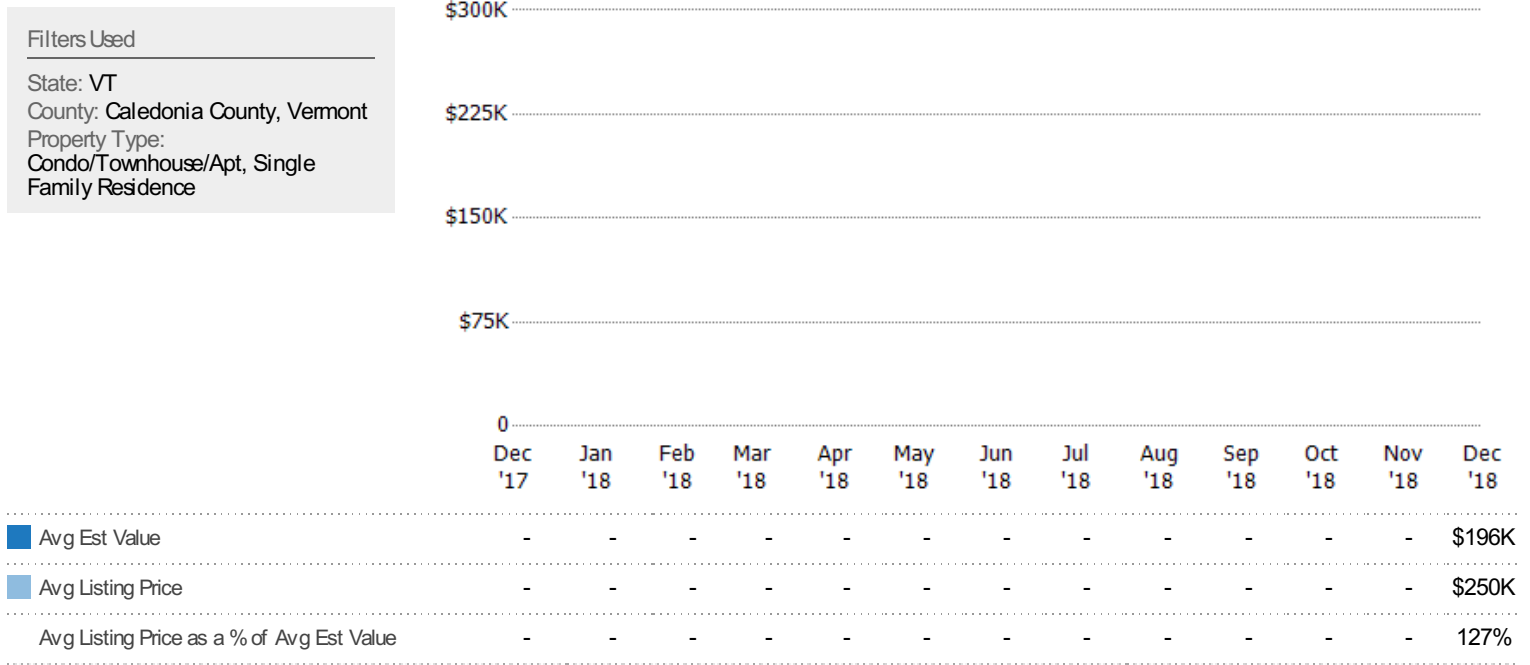 Filters Used
State: VT
County: Caledonia County, Vermont
Property Type:
Condo/Townhouse/Apt, Single
Family Residence
$300K
$225K
$150K
$75K
0
Dec Jan Feb Mar Apr May Jun Jul Aug Sep Oct Nov Dec
'17 '18 '18 '18 '18 '18 '18 '18 '18 '18 '18 '18 '18
Avg Est Value - - - - - - - - - - - - $196K
Avg Listing Price - - - - - - - - - - - - $250K
Avg Listing Price as a % of Avg Est Value - - - - - - - - - - - - 127%